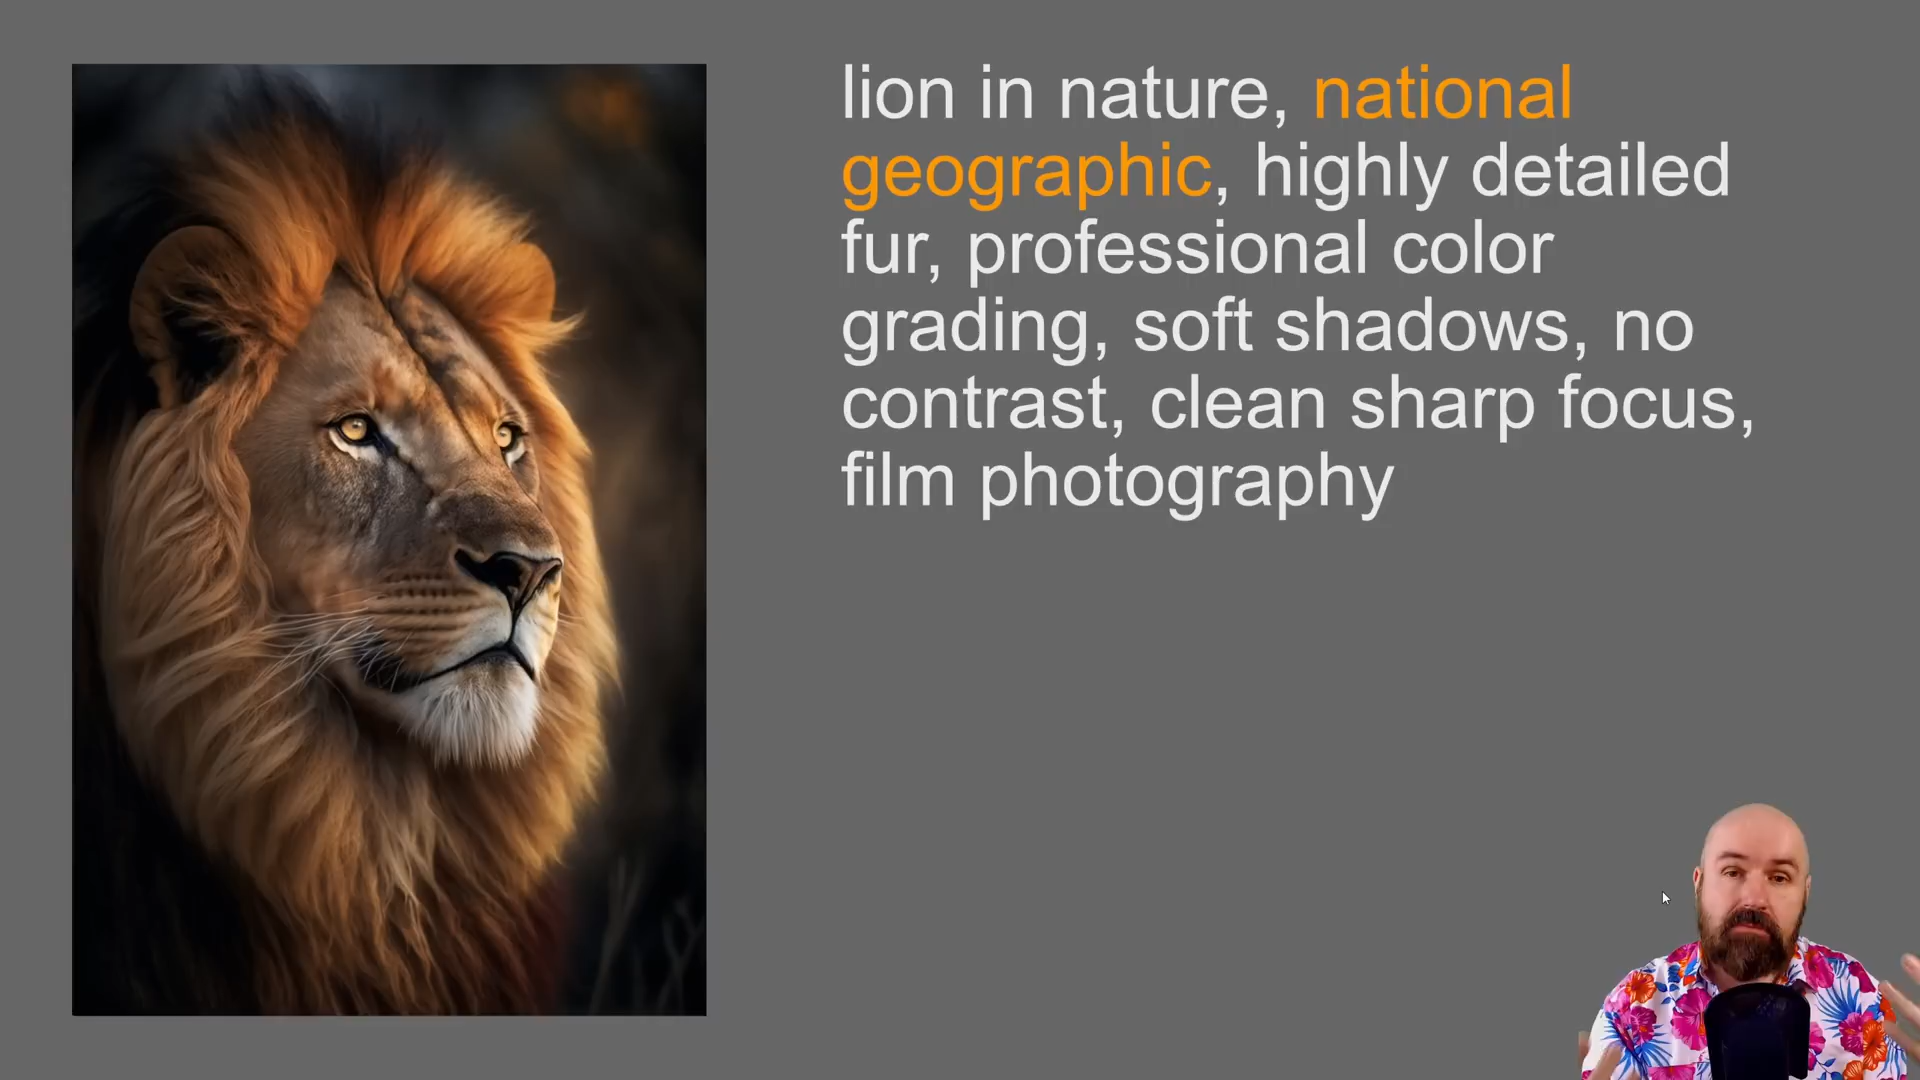 lion in nature, national
geographic, highly detailed
fur, professional color
grading, soft shadows, no
contrast, clean sharp focus,
film photography